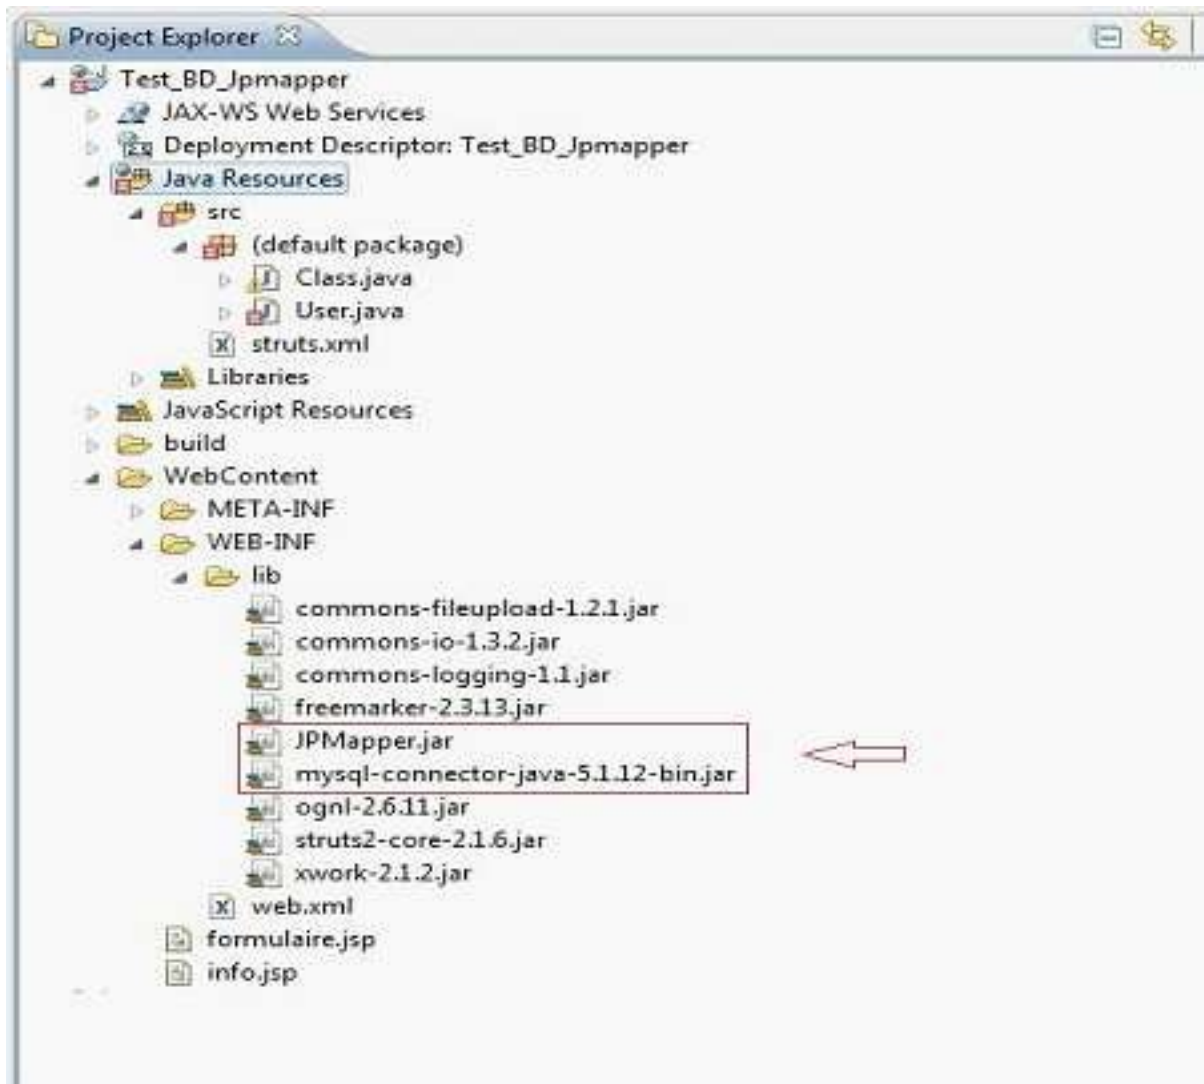 Project Explorer
Test_BD_Jpmapper
JAX-WS Web Services
Deployment Descriptor: Test_BD_Jpmapper
Java Resources
src
(default package)
Class.java
User.java
struts.xml
Libraries
JavaScript Resources
build
WebContent
META-INF
WEB-INF
lib
commons-fileupload-1.2.1.jar
commons-io-1.3.2.jar
commons-logging-1.1.jar
freemarker-2.3.13.jar
JPMapper.jar
mysql-connector-java-5.1.12-bin.jar
ognl-2.6.11.jar
struts2-core-2.1.6.jar
xwork-2.1.2.jar
web.xml
formulaire.jsp
info.jsp